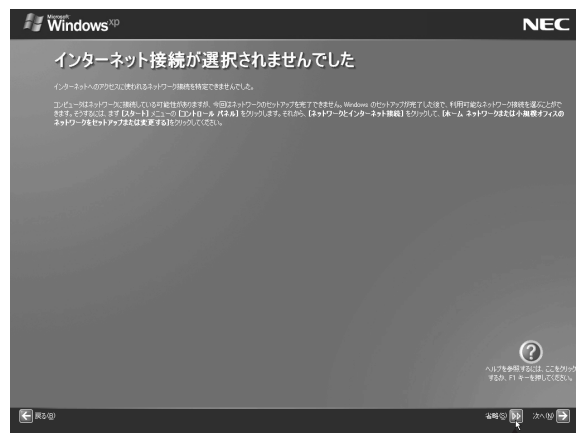 Microsoft
Windows xp
NEC
インターネット接続が選択されませんでした
インターネットへのアクセスに使われるネットワーク接続を特定できませんでした。
コンピュータはネットワークに接続している可能性がありますが、今回はネットワークのセットアップを完了できません。Windows のセットアップが完了した後で、利用可能なネットワーク接続を選ぶことがで
きます。そうするには、まず [スタート] メニューの [コントロール パネル] をクリックします。それから、[ネットワークとインターネット接続] をクリックして、[ホーム ネットワークまたは小規模オフィスの
ネットワークをセットアップまたは変更する]をクリックしてください。
?
ヘルプを参照するには、ここをクリック
するか、F1 キーを押してください。
戻る(B)
省略(S)
次へ(N)